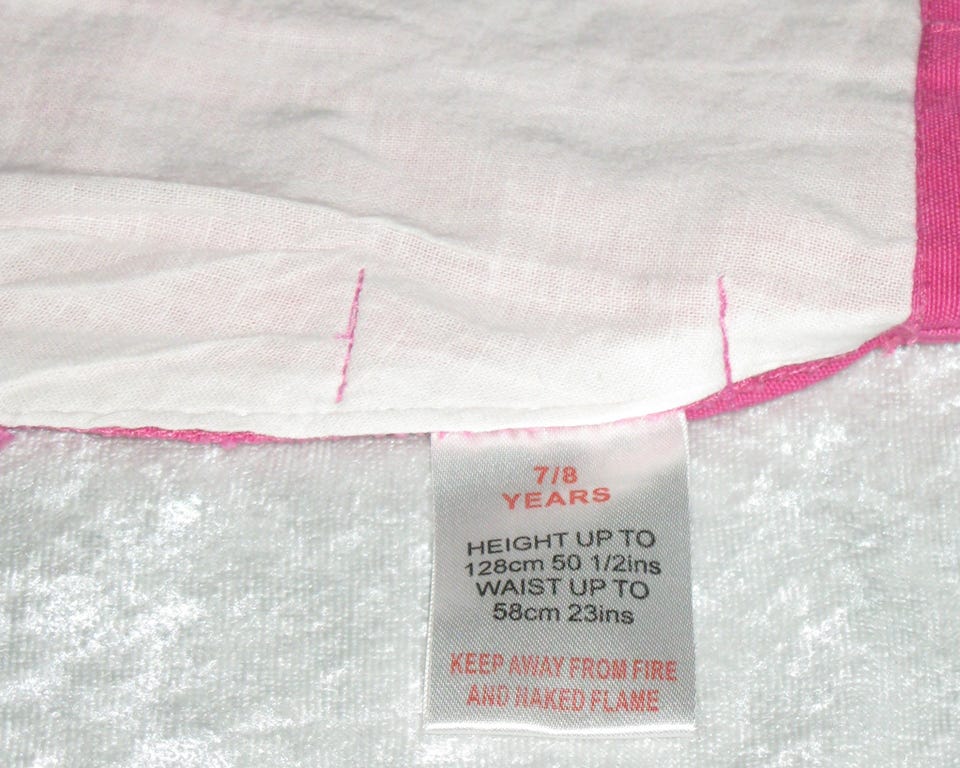 7/8
YEARS
HEIGHT UP TO
128cm 50 1/2ins
WAIST UP TO
58cm 23ins
KEEP AWAY FROM FIRE
AND NAKED FLAME